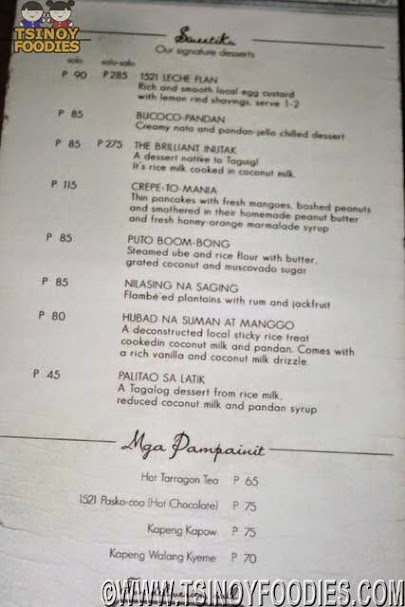 TSINOY
FOODIES
Sweets
Our signature desserts
solo solo-solo
P 90 P285 1521 LECHE FLAN
Rich and smooth local egg custard
with lemon rind shavings, serve 1-2
P 85 BUCOCO-PANDAN
Creamy nata and pandan-jello chilled dessert
P 85 P275 THE BRILLIANT INUTAK
A dessert native to Taguig!
It's rice milk cooked in coconut milk.
P 115 CREPE-TO-MANIA
Thin pancakes with fresh mangoes, bashed peanuts
and smothered in their homemade peanut butter
and fresh honey-orange marmalade syrup
P 85 PUTO BOOM-BONG
Steamed ube and rice flour with butter,
grated coconut and muscovado sugar
P 85 NILASING NA SAGING
Flambe'ed plantains with rum and jackfruit
P 80 HUBAD NA SUMAN AT MANGGO
A deconstructed local sticky rice treat
cookedin coconut milk and pandan. Comes with
a rich vanilla and coconut milk drizzle.
P 45 PALITAO SA LATIK
A Tagalog dessert from rice milk,
reduced coconut milk and pandan syrup
Mga Pampainit
Hot Tarragon Tea P 65
1521 Pasko-coa (Hot Chocolate) P 75
Kapeng Kapow P 75
Kapeng Walang Kyeme P 70
©WWW.TSINOYFOODIES.COM